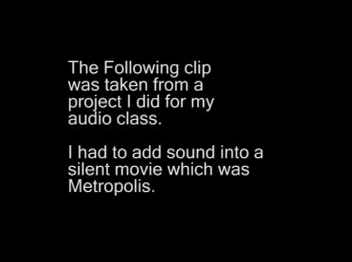 The Following clip
was taken from a
project I did for my
audio class.
I had to add sound into a
silent movie which was
Metropolis.